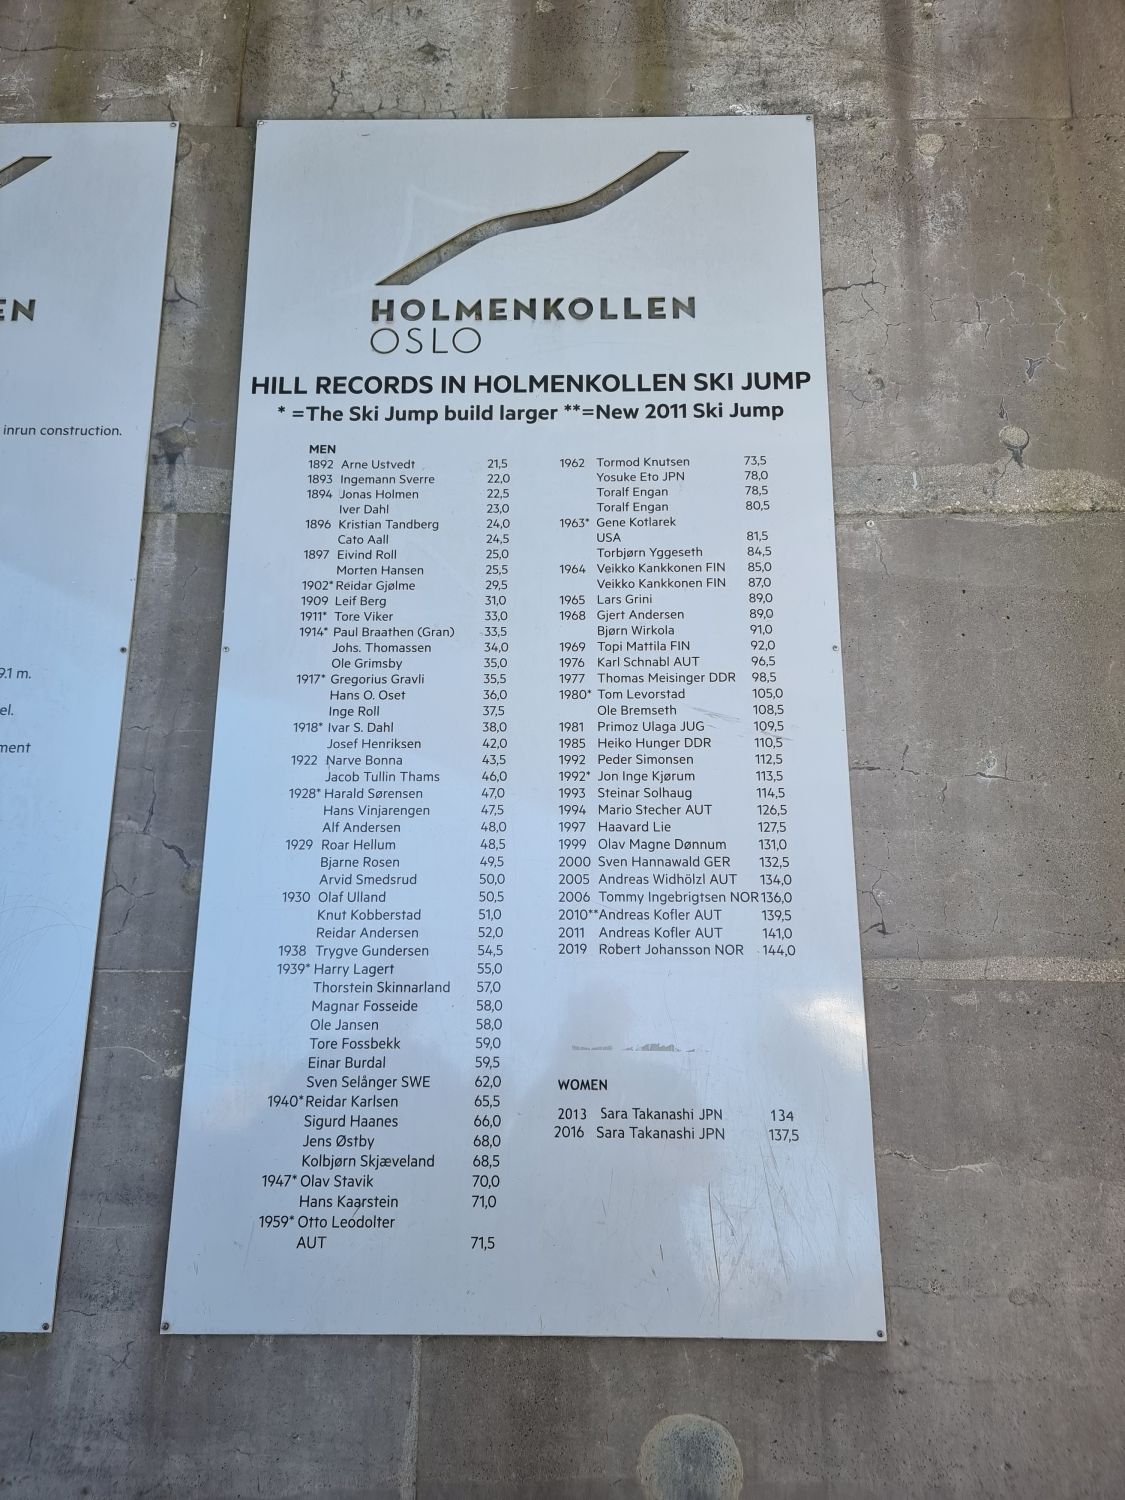 EN
inrun construction.
9.1 m.
el.
ment
HOLMENKOLLEN
OSLO
HILL RECORDS IN HOLMENKOLLEN SKI JUMP
* =The Ski Jump build larger **=New 2011 Ski Jump
MEN
1892 Arne Ustvedt 21,5
1893 Ingemann Sverre 22,0
1894 Jonas Holmen 22,5
Iver Dahl 23,0
1896 Kristian Tandberg 24,0
Cato Aall 24,5
1897 Eivind Roll 25,0
Morten Hansen 25,5
1902* Reidar Gjølme 29,5
1909 Leif Berg 31,0
1911* Tore Viker 33,0
1914* Paul Braathen (Gran) 33,5
Johs. Thomassen 34,0
Ole Grimsby 35,0
1917* Gregorius Gravli 35,5
Hans O. Oset 36,0
Inge Roll 37,5
1918* Ivar S. Dahl 38,0
Josef Henriksen 42,0
1922 Narve Bonna 43,5
Jacob Tullin Thams 46,0
1928* Harald Sørensen 47,0
Hans Vinjarengen 47,5
Alf Andersen 48,0
1929 Roar Hellum 48,5
Bjarne Rosen 49,5
Arvid Smedsrud 50,0
1930 Olaf Ulland 50,5
Knut Kobberstad 51,0
Reidar Andersen 52,0
1938 Trygve Gundersen 54,5
1939* Harry Lagert 55,0
Thorstein Skinnarland 57,0
Magnar Fosseide 58,0
Ole Jansen 58,0
Tore Fossbekk 59,0
Einar Burdal 59,5
Sven Selånger SWE 62,0
1940* Reidar Karlsen 65,5
Sigurd Haanes 66,0
Jens Østby 68,0
Kolbjørn Skjæveland 68,5
1947* Olav Stavik 70,0
Hans Kaarstein 71,0
1959* Otto Leodolter
AUT 71,5
1962 Tormod Knutsen 73,5
Yosuke Eto JPN 78,0
Toralf Engan 78,5
Toralf Engan 80,5
1963* Gene Kotlarek
USA 81,5
Torbjørn Yggeseth 84,5
1964 Veikko Kankkonen FIN 85,0
Veikko Kankkonen FIN 87,0
1965 Lars Grini 89,0
1968 Gjert Andersen 89,0
Bjørn Wirkola 91,0
1969 Topi Mattila FIN 92,0
1976 Karl Schnabl AUT 96,5
1977 Thomas Meisinger DDR 98,5
1980* Tom Levorstad 105,0
Ole Bremseth 108,5
1981 Primoz Ulaga JUG 109,5
1985 Heiko Hunger DDR 110,5
1992 Peder Simonsen 112,5
1992* Jon Inge Kjørum 113,5
1993 Steinar Solhaug 114,5
1994 Mario Stecher AUT 126,5
1997 Haavard Lie 127,5
1999 Olav Magne Dønnum 131,0
2000 Sven Hannawald GER 132,5
2005 Andreas Widhölzl AUT 134,0
2006 Tommy Ingebrigtsen NOR 136,0
2010**Andreas Kofler AUT 139,5
2011 Andreas Kofler AUT 141,0
2019 Robert Johansson NOR 144,0
WOMEN
2013 Sara Takanashi JPN 134
2016 Sara Takanashi JPN 137,5